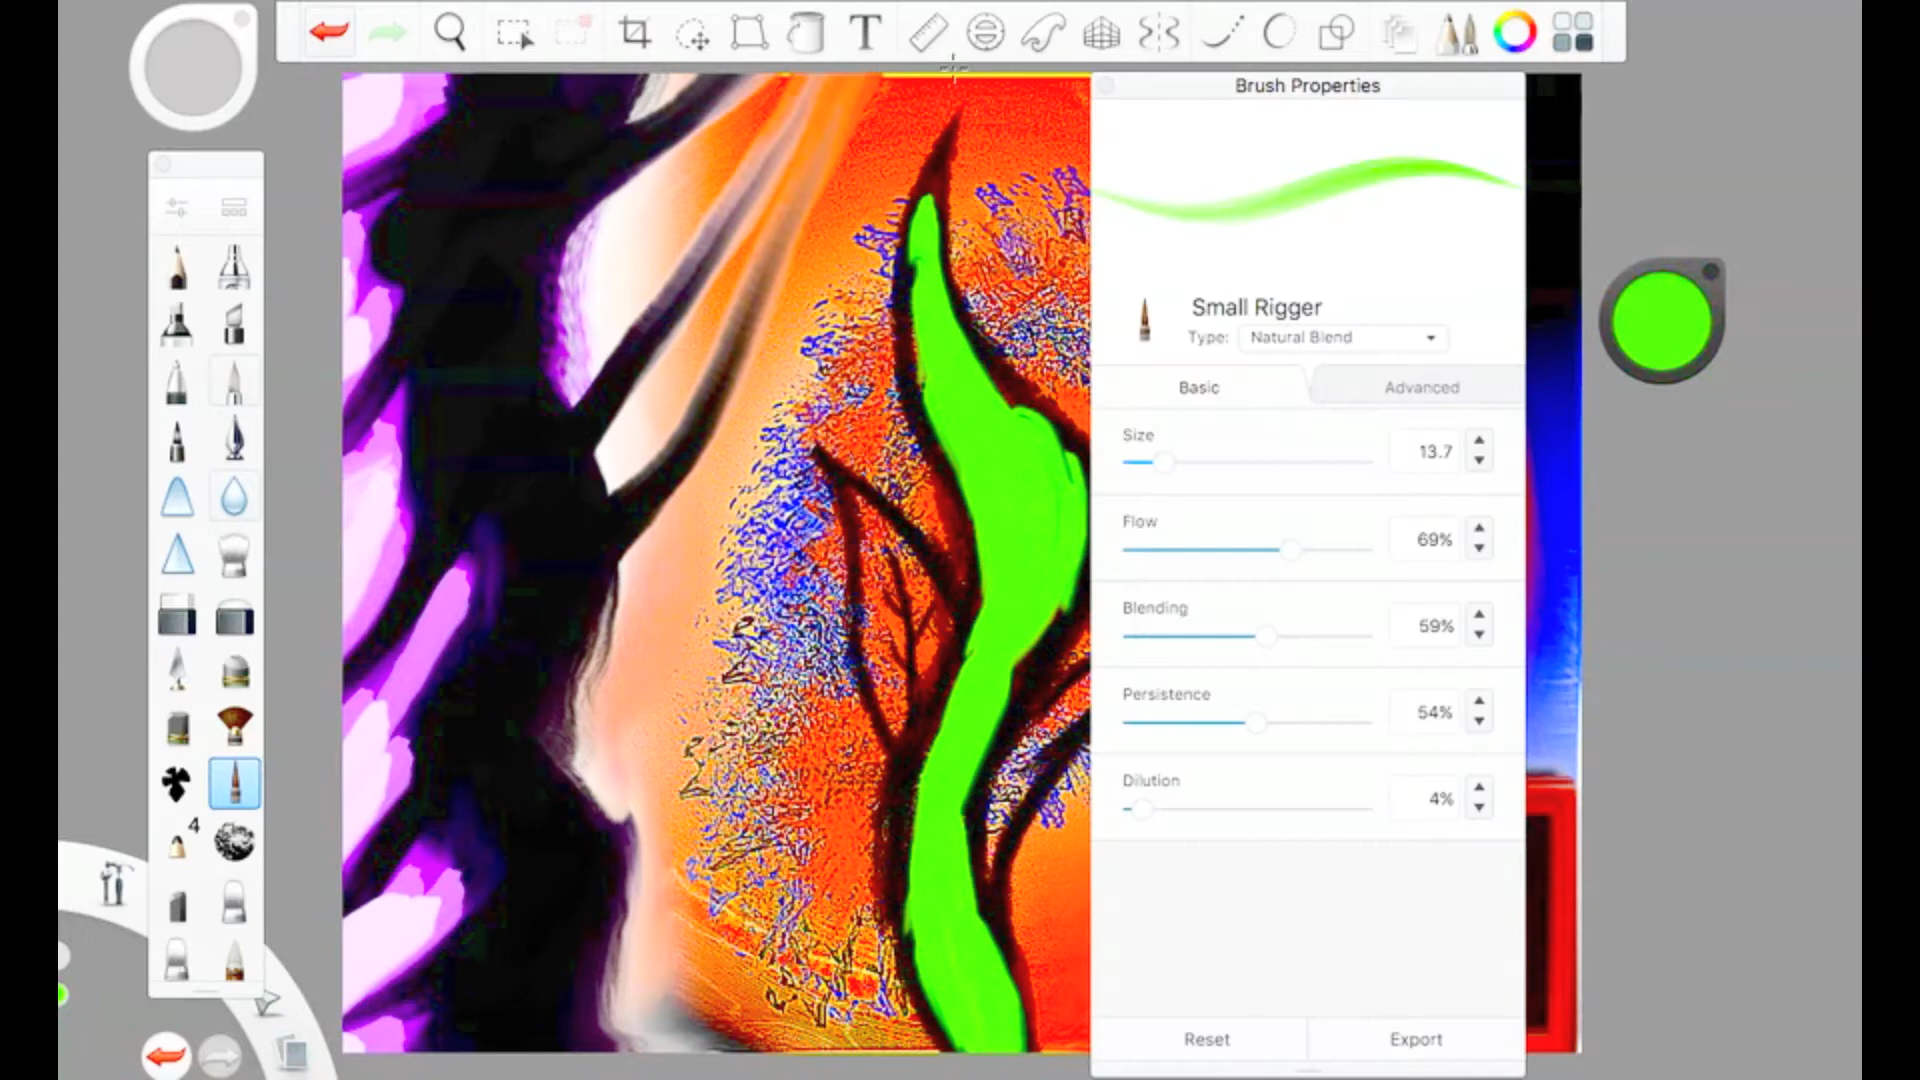 T
Brush Properties
Small Rigger
Type: Natural Blend
Basic
Advanced
Size
13.7
Flow
69%
Blending
59%
Persistence
54%
Dilution
4%
4
Reset
Export